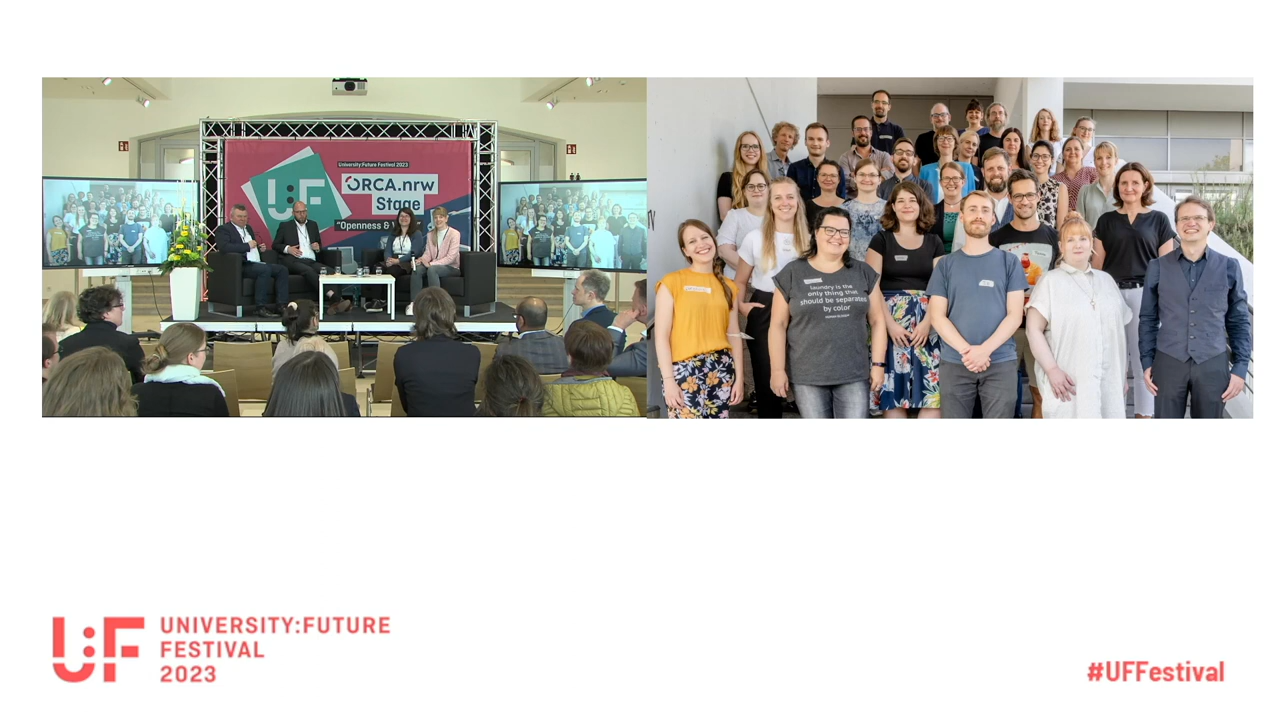 University:Future Festival 2023
U:F
ORCA.nrw
Stage
"Openness &
laundry is the
only thing that
should be separated
by color
U:F
UNIVERSITY:FUTURE
FESTIVAL
2023
#UFFestival